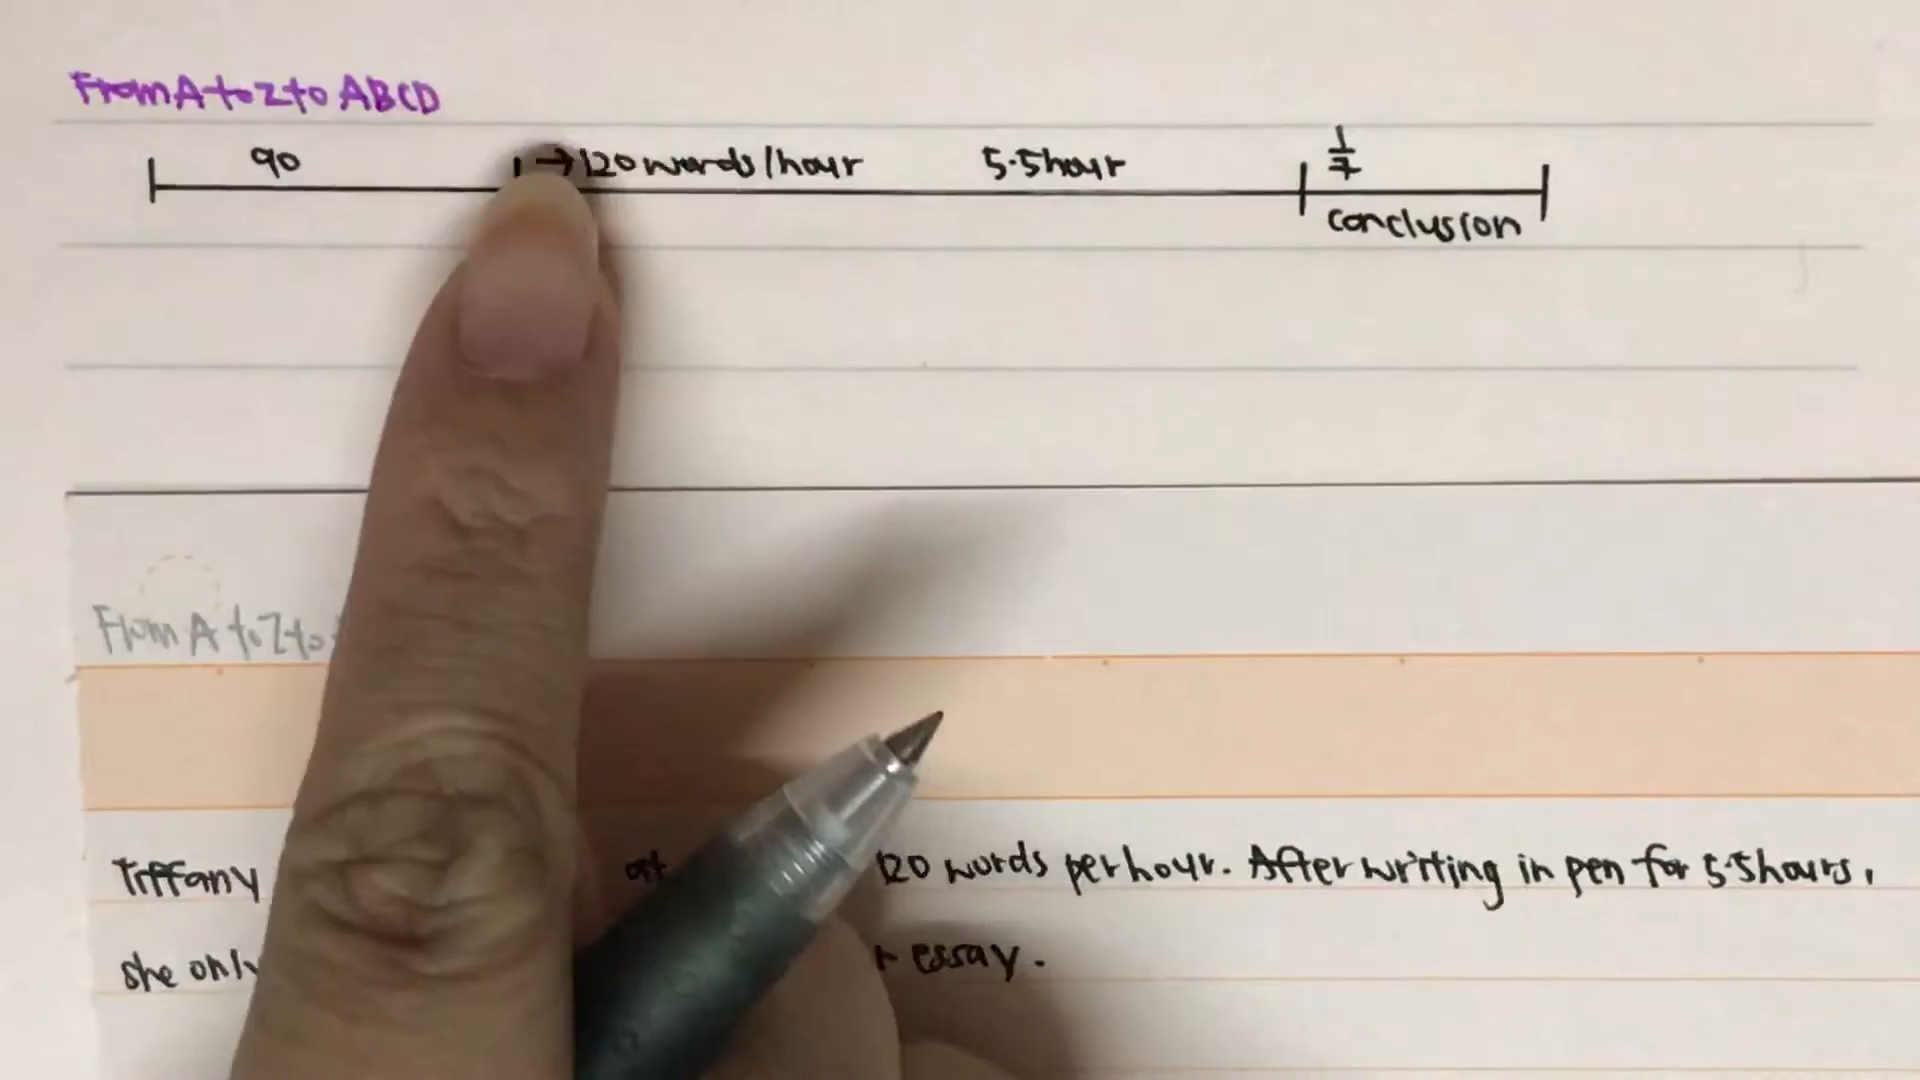 From A to Z to ABCD
90 → 120 words/hour 5.5hour 1/7
conclusion
From A to Z to
Tiffany at 120 words per hour. After writing in pen for 5.5hours,
she only essay.